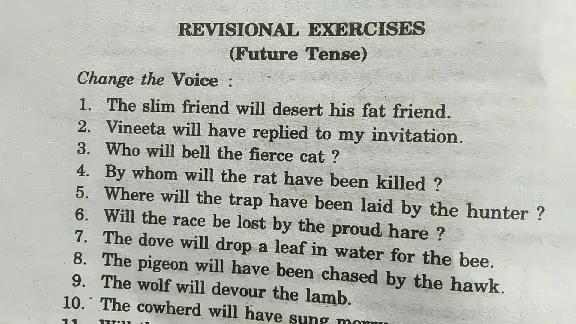 REVISIONAL EXERCISES
(Future Tense)
Change the Voice :
1. The slim friend will desert his fat friend.
2. Vineeta will have replied to my invitation.
3. Who will bell the fierce cat ?
4. By whom will the rat have been killed ?
5. Where will the trap have been laid by the hunter ?
6. Will the race be lost by the proud hare ?
7. The dove will drop a leaf in water for the bee.
8. The pigeon will have been chased by the hawk.
9. The wolf will devour the lamb.
10. The cowherd will have sung
11.